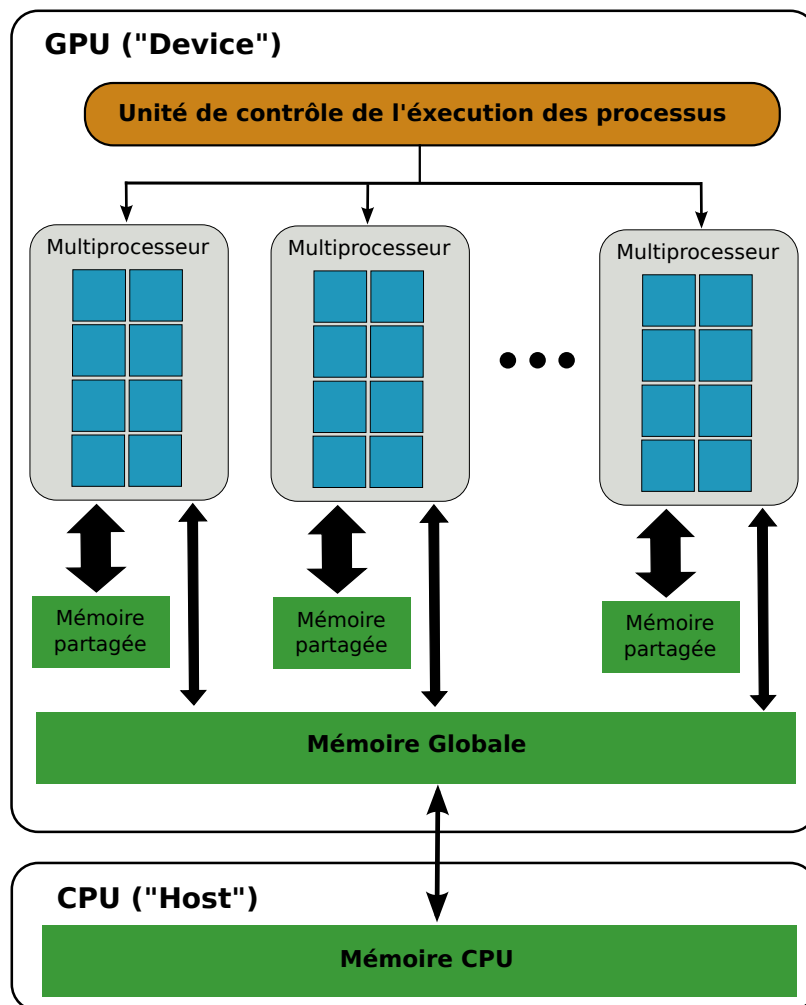 GPU ("Device")
Unité de contrôle de l'éxecution des processus
Multiprocesseur
Multiprocesseur
Multiprocesseur
Mémoire
partagée
Mémoire
partagée
Mémoire
partagée
Mémoire Globale
CPU ("Host")
Mémoire CPU